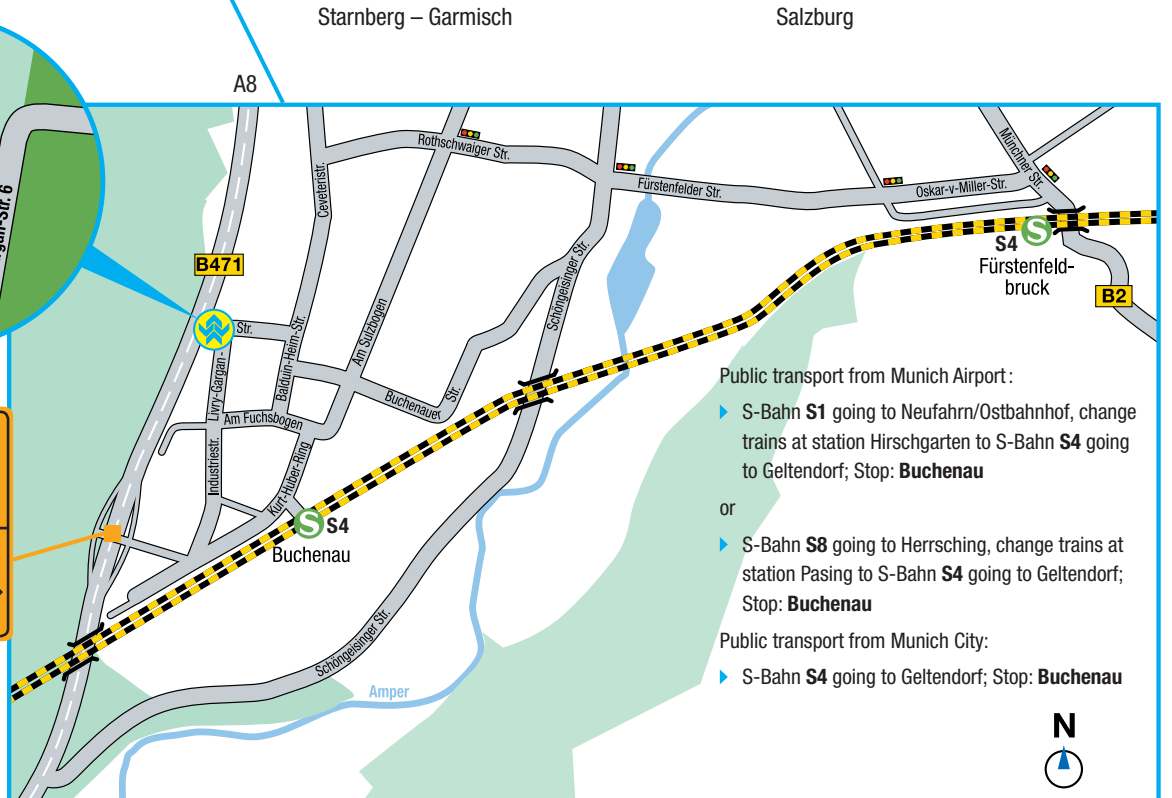 Starnberg – Garmisch
Salzburg
A8
Rothschwaiger Str.
Münchner Str.
Ceveteristr.
Fürstenfelder Str.
Oskar-v-Miller-Str.
S4
S
Fürstenfeld-
bruck
B2
B471
Str.
Livry-Gargan-
Balduin-Helm-Str.
Am Sulzbogen
Schöngeisinger Str.
Buchenauer
Str.
Am Fuchsbogen
Industriestr.
Kurt-Huber-Ring
S
S4
Buchenau
Schöngeisinger Str.
Amper
Public transport from Munich Airport:
S-Bahn S1 going to Neufahrn/Ostbahnhof, change
trains at station Hirschgarten to S-Bahn S4 going
to Geltendorf; Stop: Buchenau
or
S-Bahn S8 going to Herrsching, change trains at
station Pasing to S-Bahn S4 going to Geltendorf;
Stop: Buchenau
Public transport from Munich City:
S-Bahn S4 going to Geltendorf; Stop: Buchenau
N